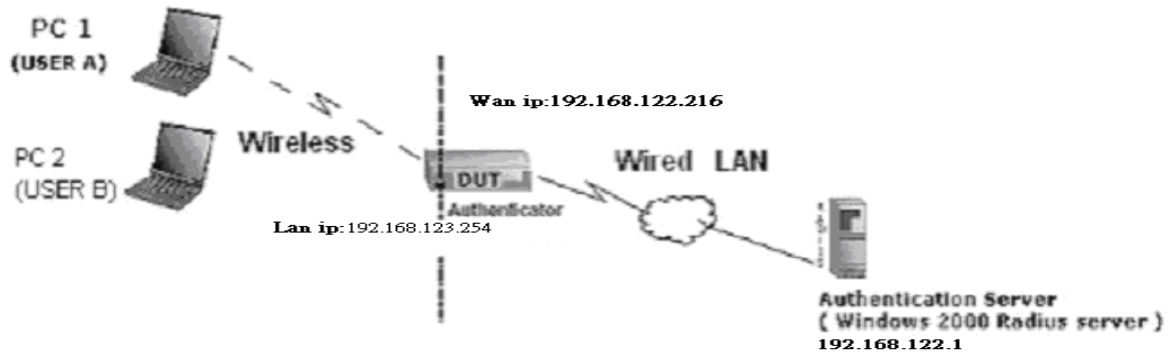 PC 1
(USER A)
Wan ip:192.168.122.216
Wireless
PC 2
(USER B)
Wired LAN
DUT
Authenticator
Lan ip:192.168.123.254
Authentication Server
( Windows 2000 Radius server )
192.168.122.1